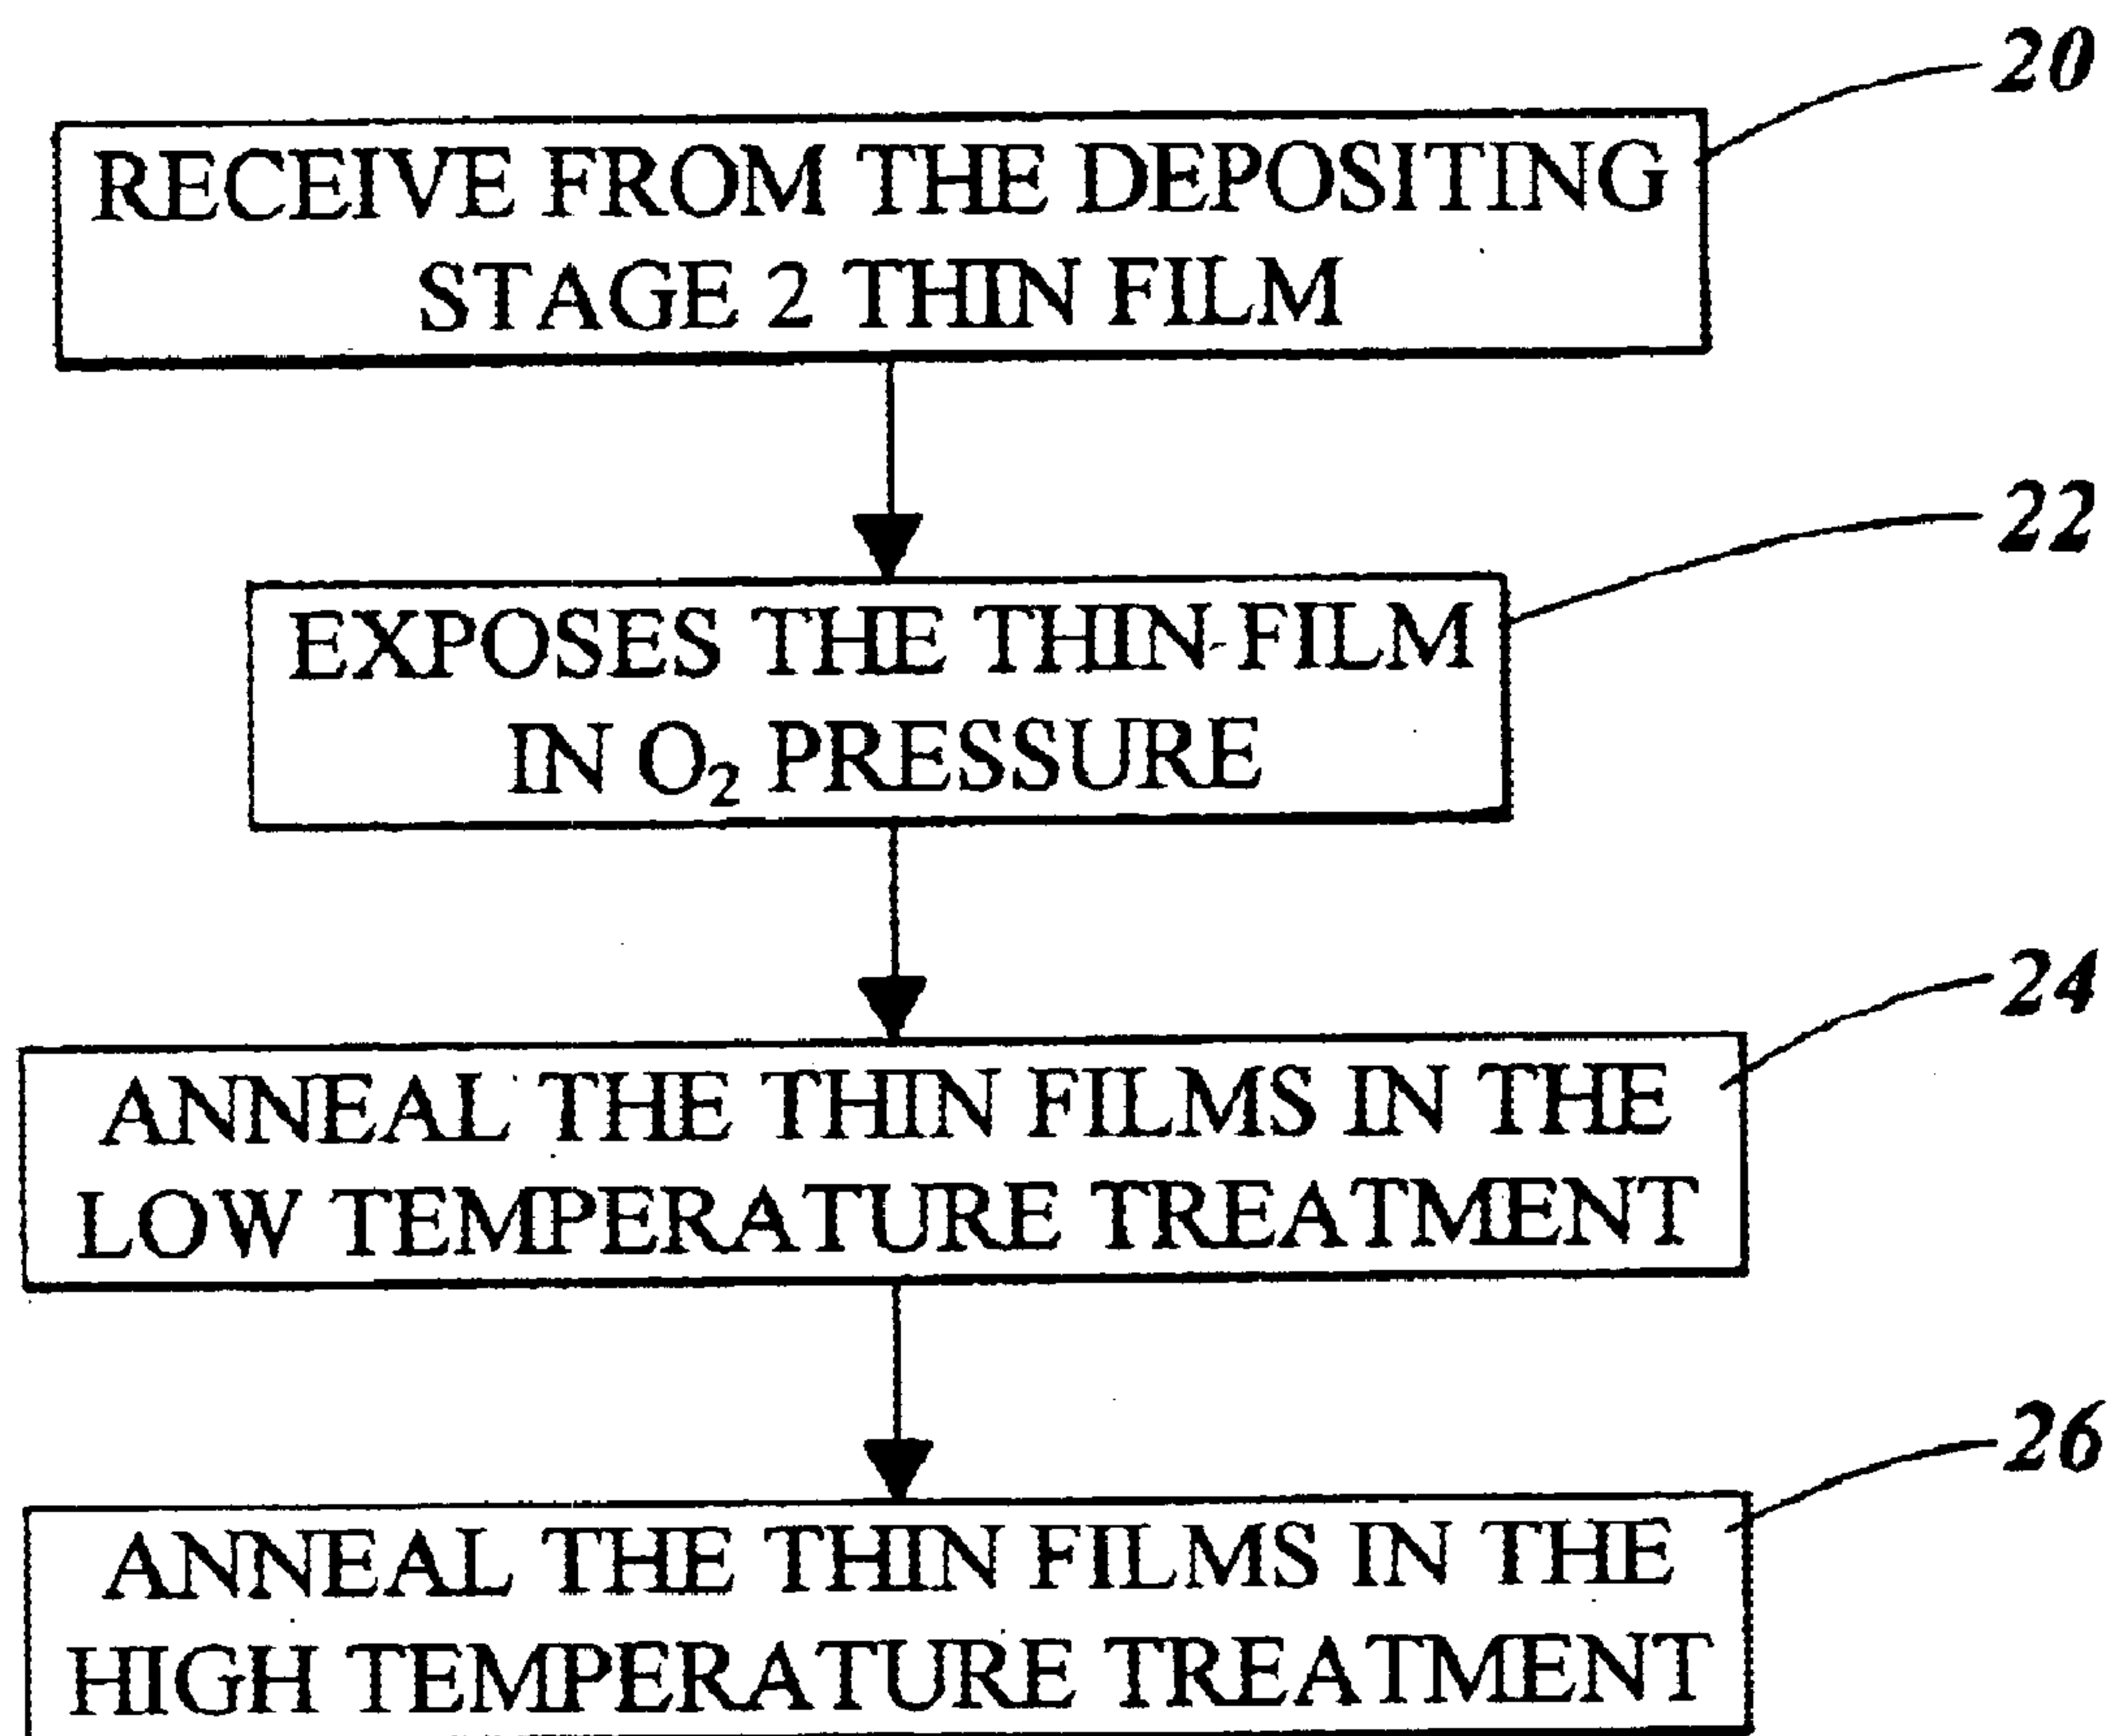 20
RECEIVE FROM THE DEPOSITING
STAGE 2 THIN FILM
22
EXPOSES THE THIN FILM
IN O₂ PRESSURE
24
ANNEAL THE THIN FILMS IN THE
LOW TEMPERATURE TREATMENT
26
ANNEAL THE THIN FILMS IN THE
HIGH TEMPERATURE TREATMENT